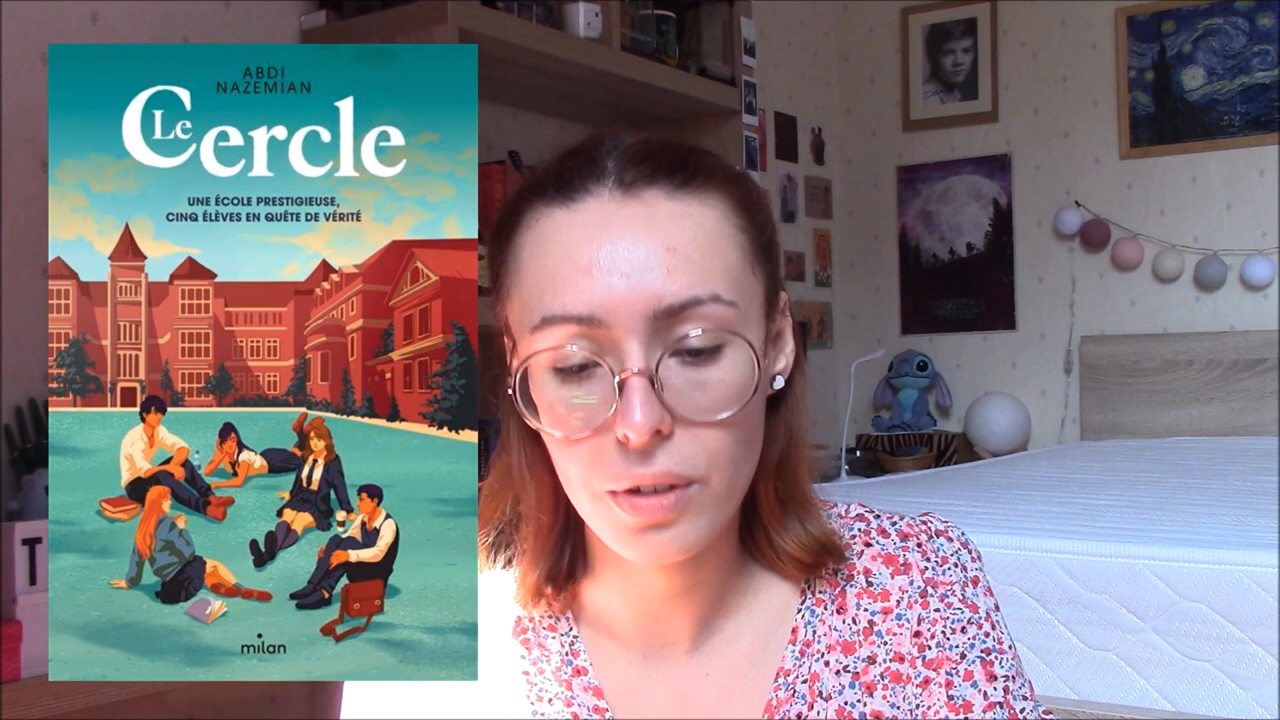 ABDI
NAZEMIAN
Le Cercle
UNE ÉCOLE PRESTIGIEUSE,
CINQ ÉLÈVES EN QUÊTE DE VÉRITÉ
milan
T